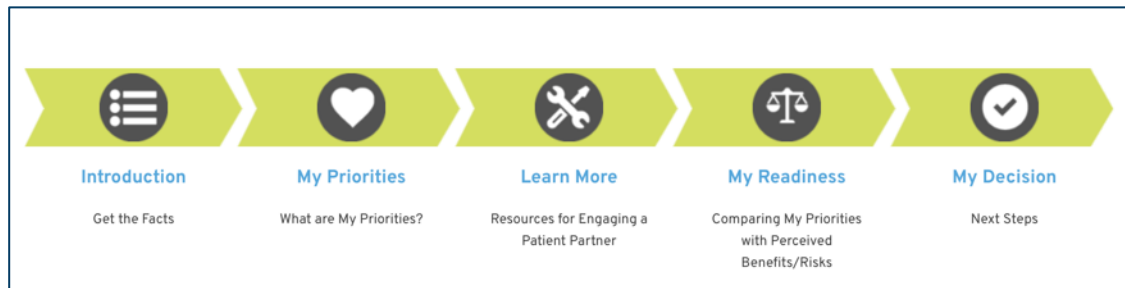 Introduction
Get the Facts
My Priorities
What are My Priorities?
Learn More
Resources for Engaging a
Patient Partner
My Readiness
Comparing My Priorities
with Perceived
Benefits/Risks
My Decision
Next Steps